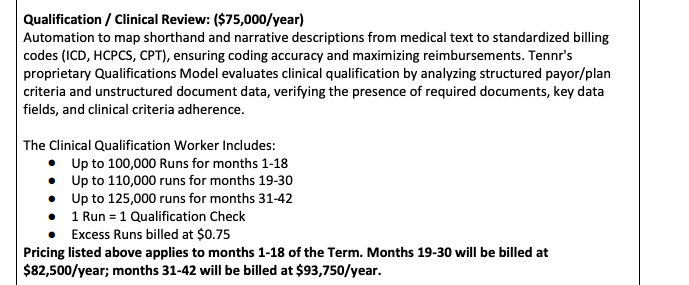 Qualification / Clinical Review: ($75,000/year)
Automation to map shorthand and narrative descriptions from medical text to standardized billing
codes (ICD, HCPCS, CPT), ensuring coding accuracy and maximizing reimbursements. Tennr's
proprietary Qualifications Model evaluates clinical qualification by analyzing structured payor/plan
criteria and unstructured document data, verifying the presence of required documents, key data
fields, and clinical criteria adherence.
The Clinical Qualification Worker Includes:
● Up to 100,000 Runs for months 1-18
● Up to 110,000 runs for months 19-30
● Up to 125,000 runs for months 31-42
● 1 Run = 1 Qualification Check
● Excess Runs billed at $0.75
Pricing listed above applies to months 1-18 of the Term. Months 19-30 will be billed at
$82,500/year; months 31-42 will be billed at $93,750/year.